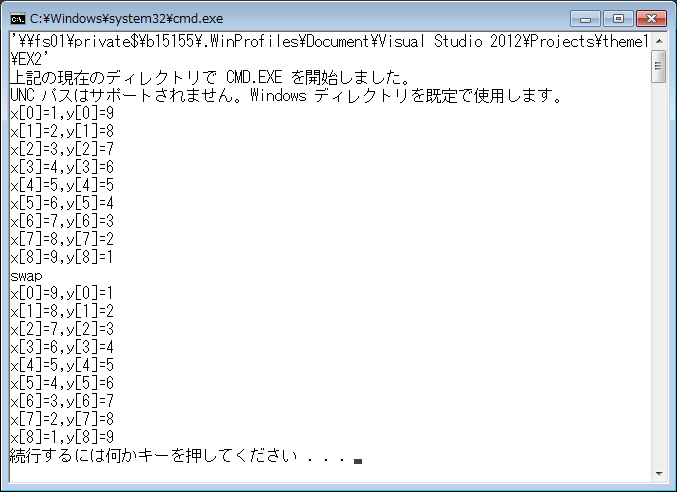 C:¥Windows¥system32¥cmd.exe
'¥¥fs01¥private$¥b15155¥.WinProfiles¥Document¥Visual Studio 2012¥Projects¥theme1
¥EX2'
上記の現在のディレクトリで CMD.EXE を開始しました。
UNC パスはサポートされません。Windows ディレクトリを既定で使用します。
x[0]=1,y[0]=9
x[1]=2,y[1]=8
x[2]=3,y[2]=7
x[3]=4,y[3]=6
x[4]=5,y[4]=5
x[5]=6,y[5]=4
x[6]=7,y[6]=3
x[7]=8,y[7]=2
x[8]=9,y[8]=1
swap
x[0]=9,y[0]=1
x[1]=8,y[1]=2
x[2]=7,y[2]=3
x[3]=6,y[3]=4
x[4]=5,y[4]=5
x[5]=4,y[5]=6
x[6]=3,y[6]=7
x[7]=2,y[7]=8
x[8]=1,y[8]=9
続行するには何かキーを押してください . . .